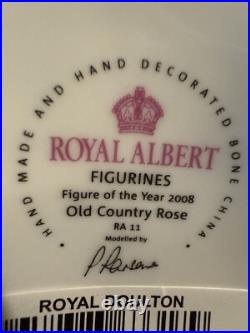 HAND MADE AND HAND DECORATED BONE CHINA
ROYAL ALBERT
FIGURINES
Figure of the Year 2008
Old Country Rose
RA 11
Modelled by
P Parsons
ROYAL DOULTON